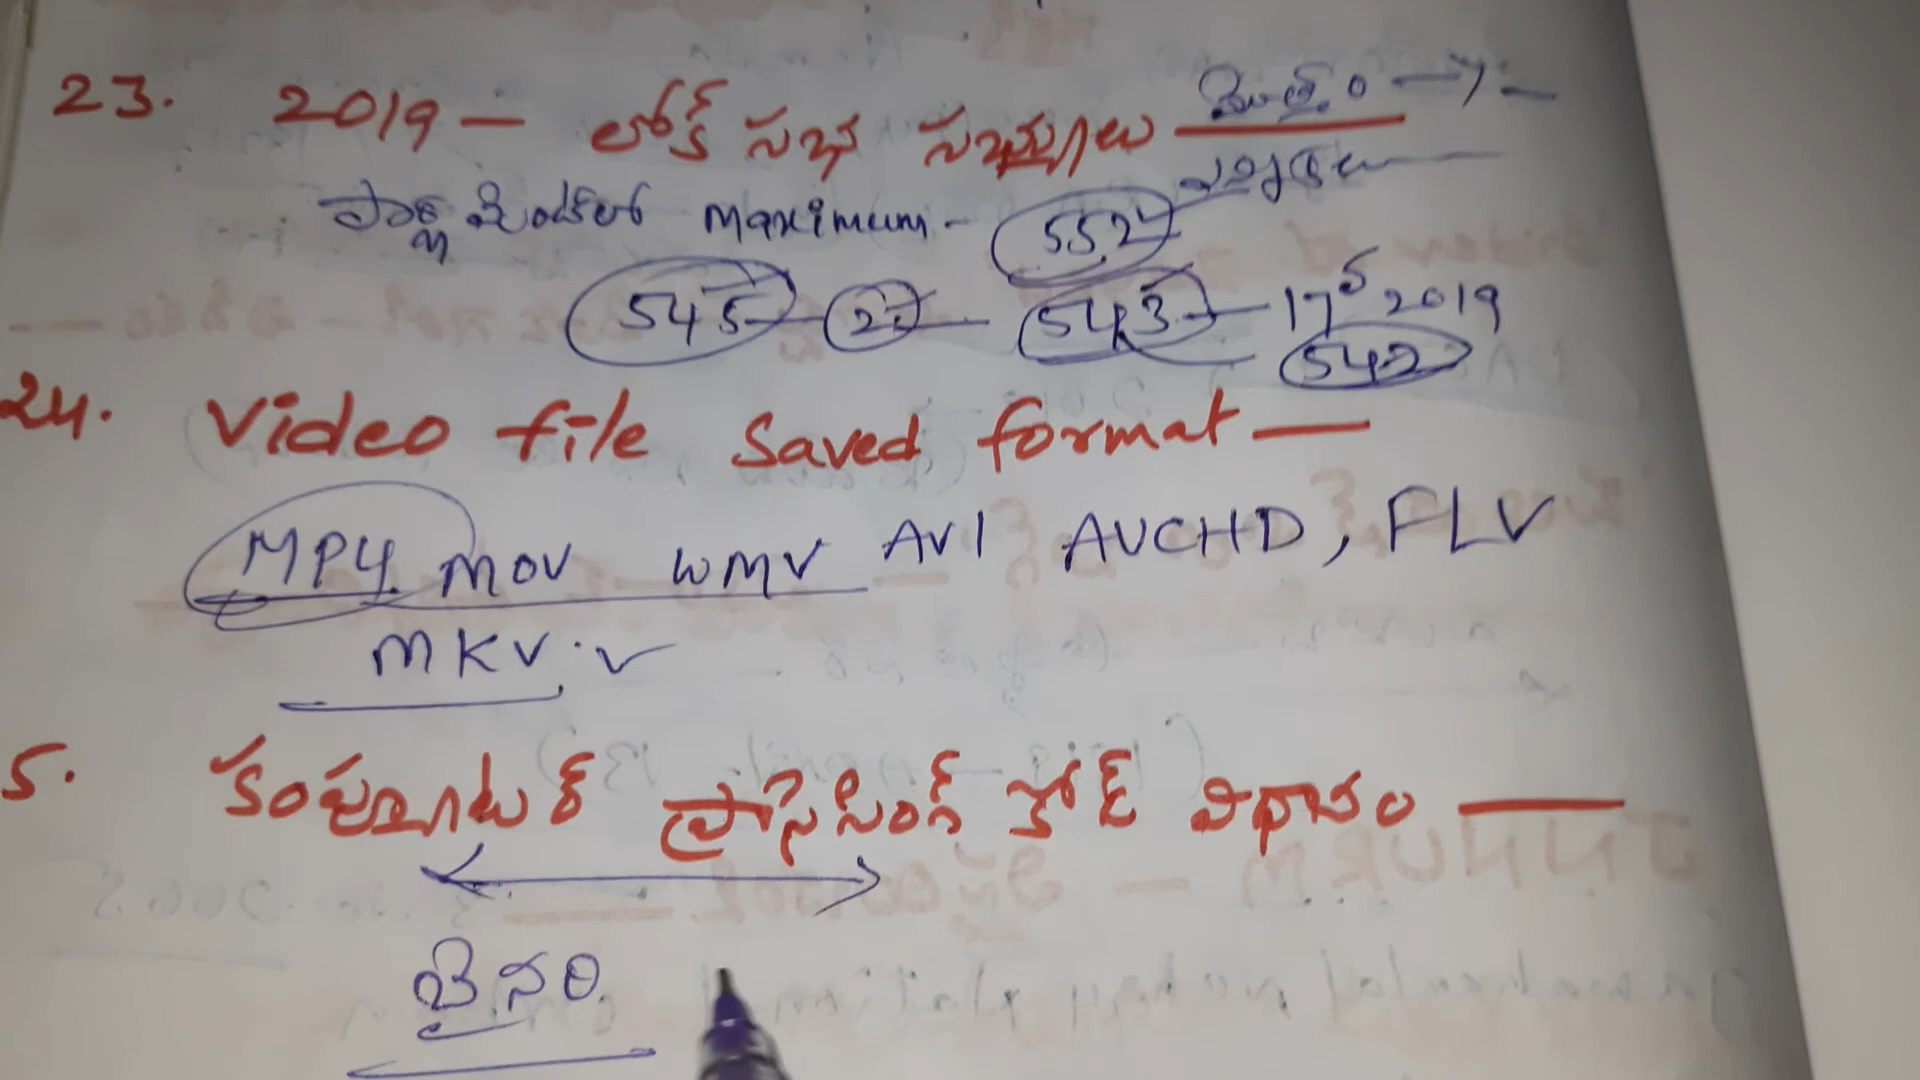 23. 2019 - లోక్ సభ సభ్యులు మొత్తం
పార్లమెంట్ లో maximum - 552
545 - 2 - 543 - 17వ 2019
542
24. Video file saved format -
MP4 MOV WMV AVI AVCHD, FLV
MKV.
5. కంప్యూటర్ ప్రాసెసింగ్ కోడ్ విధానం -
బైనరి